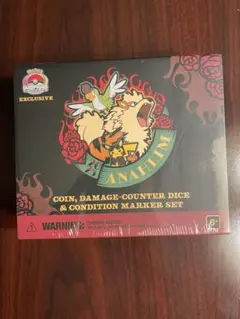 EXCLUSIVE
ANAHEIM
COIN, DAMAGE-COUNTER DICE
& CONDITION MARKER SET
WARNING: